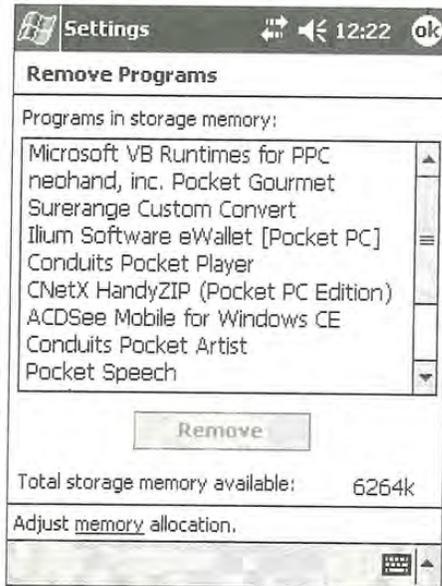 Settings 12:22 ok
Remove Programs
Programs in storage memory:
Microsoft VB Runtimes for PPC
neohand, inc. Pocket Gourmet
Surerange Custom Convert
Ilium Software eWallet [Pocket PC]
Conduits Pocket Player
CNetX HandyZIP (Pocket PC Edition)
ACDSee Mobile for Windows CE
Conduits Pocket Artist
Pocket Speech
Remove
Total storage memory available: 6264k
Adjust memory allocation.